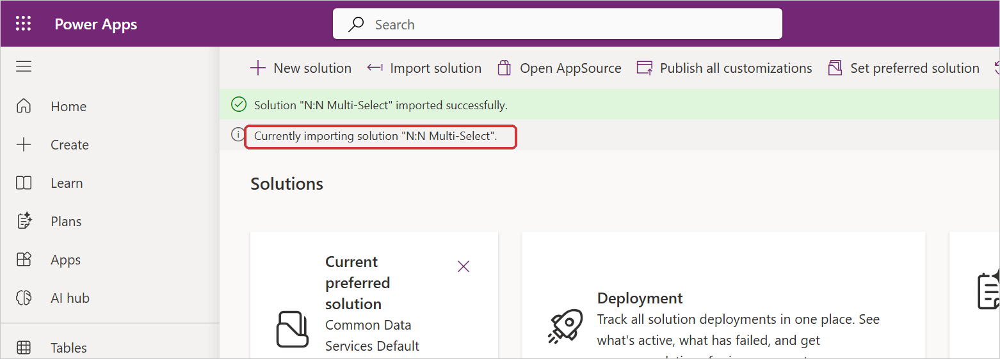 Power Apps
Search
New solution
Import solution
Open AppSource
Publish all customizations
Set preferred solution
Solution "N:N Multi-Select" imported successfully.
Currently importing solution "N:N Multi-Select".
Home
Create
Learn
Plans
Apps
AI hub
Tables
Solutions
Current
preferred
solution
Common Data
Services Default
Deployment
Track all solution deployments in one place. See
what's active, what has failed, and get